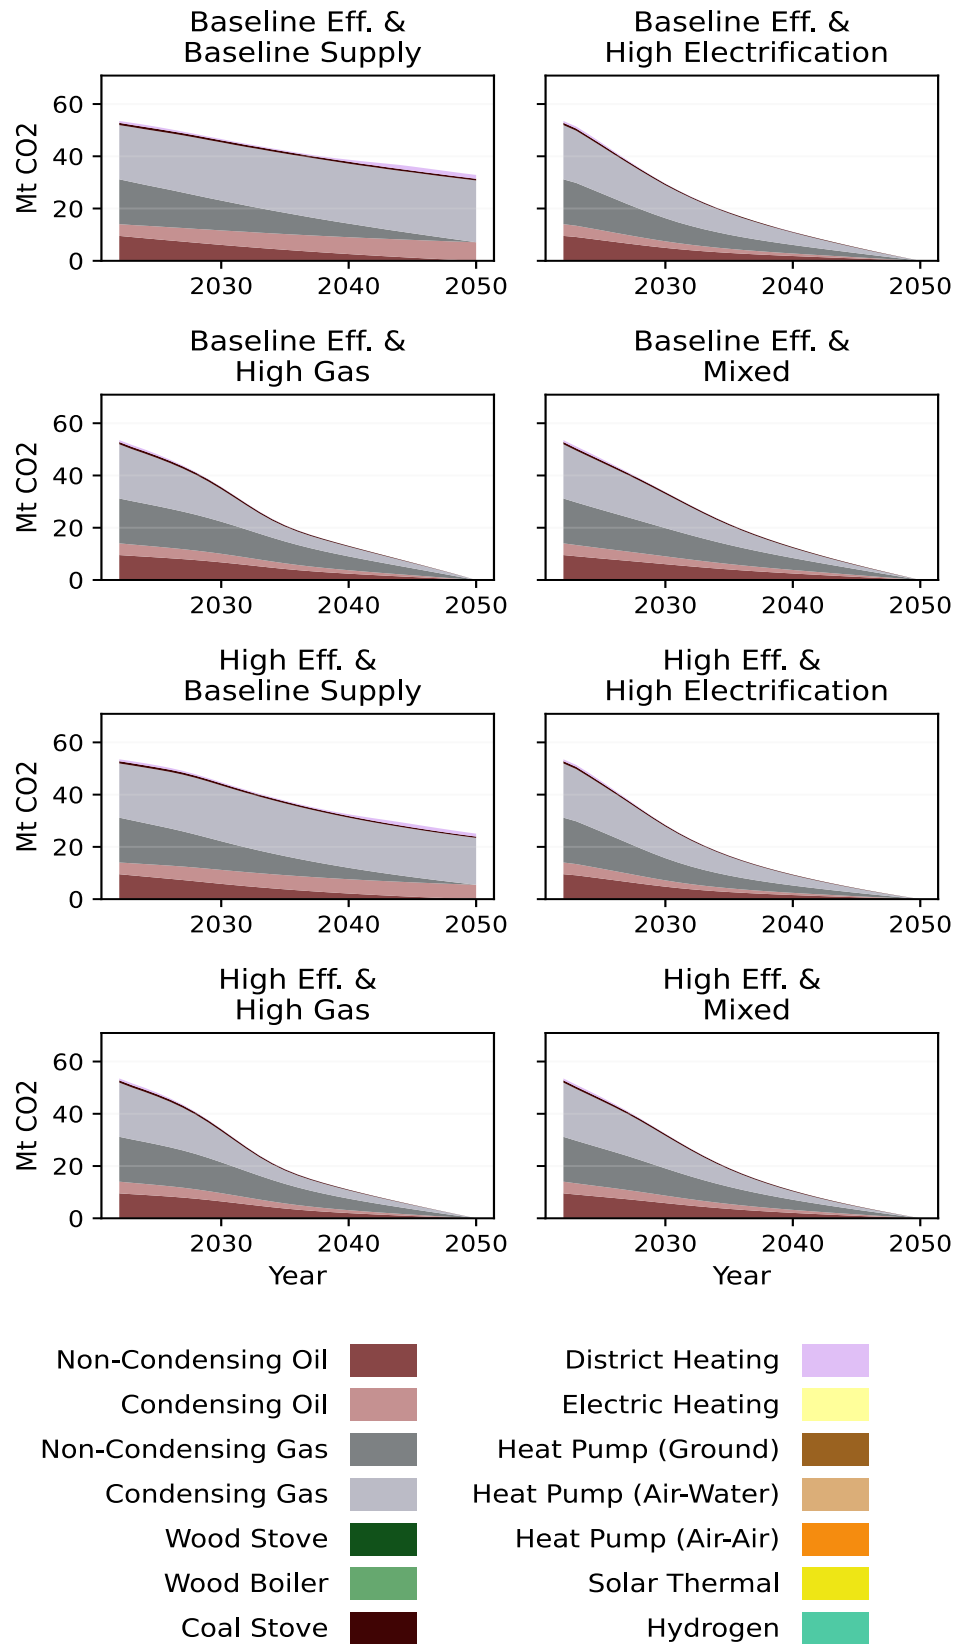 Baseline Eff. &
Baseline Supply
Baseline Eff. &
High Electrification
Mt CO2
60
40
20
0
2030
2040
2050
2030
2040
2050
Baseline Eff. &
High Gas
Baseline Eff. &
Mixed
Mt CO2
60
40
20
0
2030
2040
2050
2030
2040
2050
High Eff. &
Baseline Supply
High Eff. &
High Electrification
Mt CO2
60
40
20
0
2030
2040
2050
2030
2040
2050
High Eff. &
High Gas
High Eff. &
Mixed
Mt CO2
60
40
20
0
2030
2040
2050
Year
2030
2040
2050
Year
Non-Condensing Oil
Condensing Oil
Non-Condensing Gas
Condensing Gas
Wood Stove
Wood Boiler
Coal Stove
District Heating
Electric Heating
Heat Pump (Ground)
Heat Pump (Air-Water)
Heat Pump (Air-Air)
Solar Thermal
Hydrogen